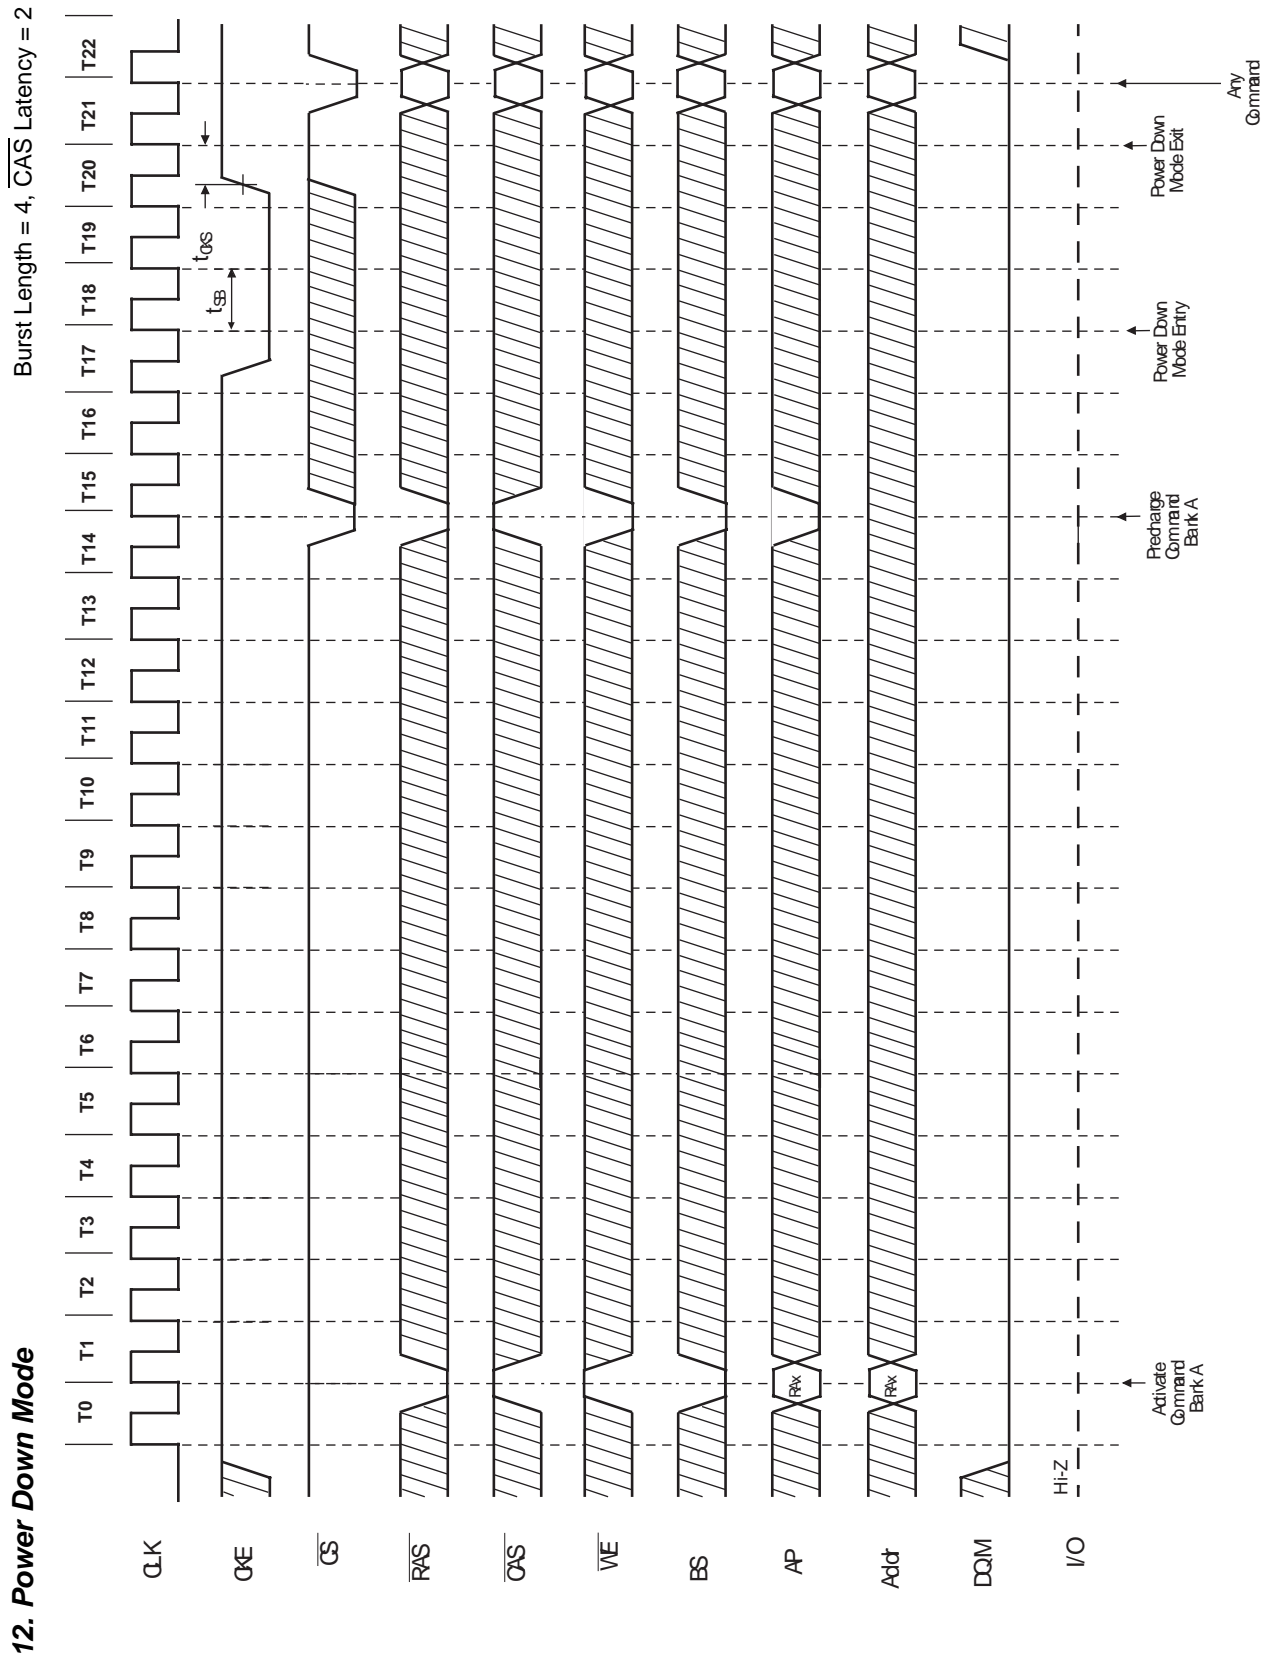 12. Power Down Mode
Burst Length = 4, CAS Latency = 2
T0 T1 T2 T3 T4 T5 T6 T7 T8 T9 T10 T11 T12 T13 T14 T15 T16 T17 T18 T19 T20 T21 T22
CLK
CKE
tSB
tCKS
CS
RAS
CAS
WE
BS
AP
RAx
Addr
RAx
DQM
I/O
Hi-Z
Activate
Command
Bank A
Precharge
Command
Bank A
Power Down
Mode Entry
Power Down
Mode Exit
Any
Command